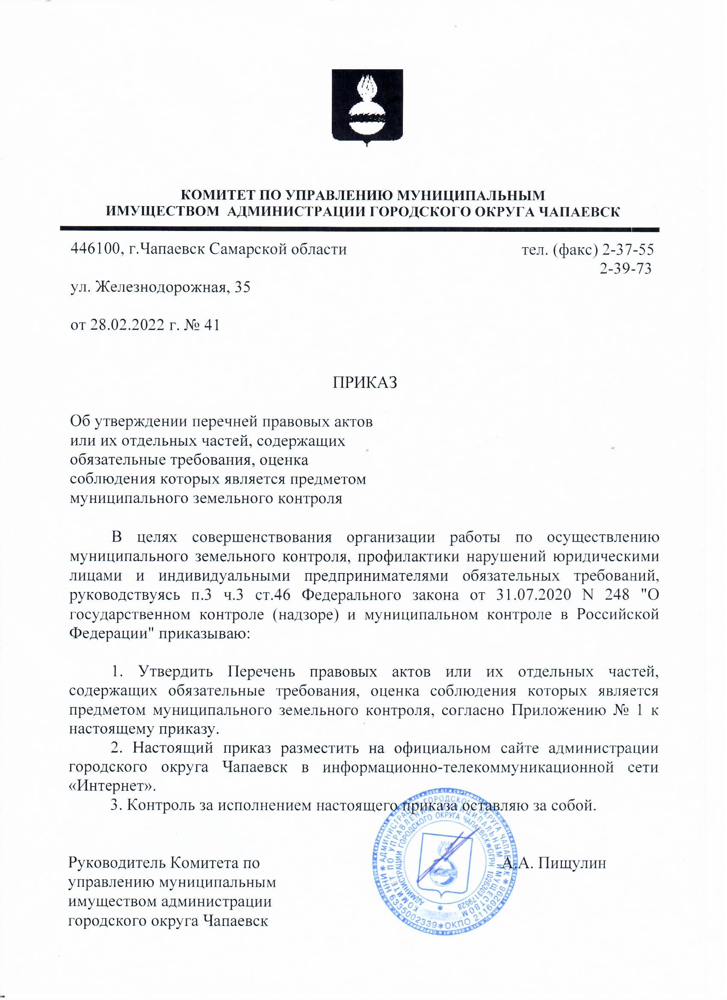 КОМИТЕТ ПО УПРАВЛЕНИЮ МУНИЦИПАЛЬНЫМ
ИМУЩЕСТВОМ АДМИНИСТРАЦИИ ГОРОДСКОГО ОКРУГА ЧАПАЕВСК
446100, г.Чапаевск Самарской области тел. (факс) 2-37-55
2-39-73
ул. Железнодорожная, 35
от 28.02.2022 г. № 41
ПРИКАЗ
Об утверждении перечней правовых актов
или их отдельных частей, содержащих
обязательные требования, оценка
соблюдения которых является предметом
муниципального земельного контроля
В целях совершенствования организации работы по осуществлению
муниципального земельного контроля, профилактики нарушений юридическими
лицами и индивидуальными предпринимателями обязательных требований,
руководствуясь п.3 ч.3 ст.46 Федерального закона от 31.07.2020 N 248 "О
государственном контроле (надзоре) и муниципальном контроле в Российской
Федерации" приказываю:
1. Утвердить Перечень правовых актов или их отдельных частей,
содержащих обязательные требования, оценка соблюдения которых является
предметом муниципального земельного контроля, согласно Приложению № 1 к
настоящему приказу.
2. Настоящий приказ разместить на официальном сайте администрации
городского округа Чапаевск в информационно-телекоммуникационной сети
«Интернет».
3. Контроль за исполнением настоящего приказа оставляю за собой.
Руководитель Комитета по А.А. Пищулин
управлению муниципальным
имуществом администрации
городского округа Чапаевск
АДМИНИСТРАЦИЯ ГОРОДСКОГО ОКРУГА ЧАПАЕВСК * ИНН 6335002339 * ОКПО 21169298 *
КОМИТЕТ ПО УПРАВЛЕНИЮ МУНИЦИПАЛЬНЫМ ИМУЩЕСТВОМ
АДМИНИСТРАЦИИ ГОРОДСКОГО ОКРУГА ЧАПАЕВСК * ОГРН 1026303179528 *